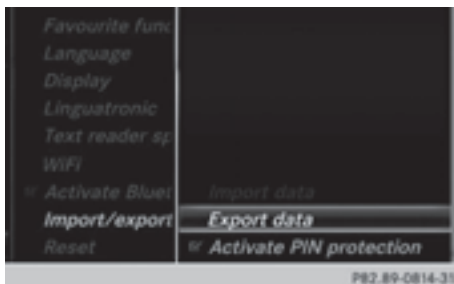 Favourite func
Language
Display
Linguatronic
Text reader sp
WiFi
Activate Bluet
Import data
Import/export
Export data
Reset
Activate PIN protection
P82.89-0814-31